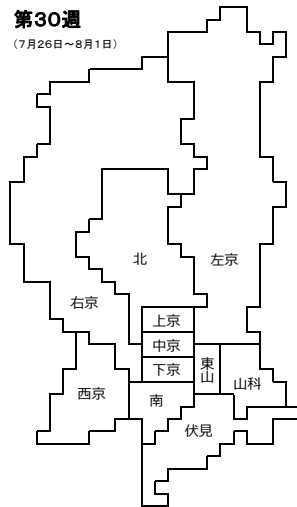 第30週
（7月26日～8月1日）
北
左京
右京
上京
中京
下京
東山
山科
西京
南
伏見